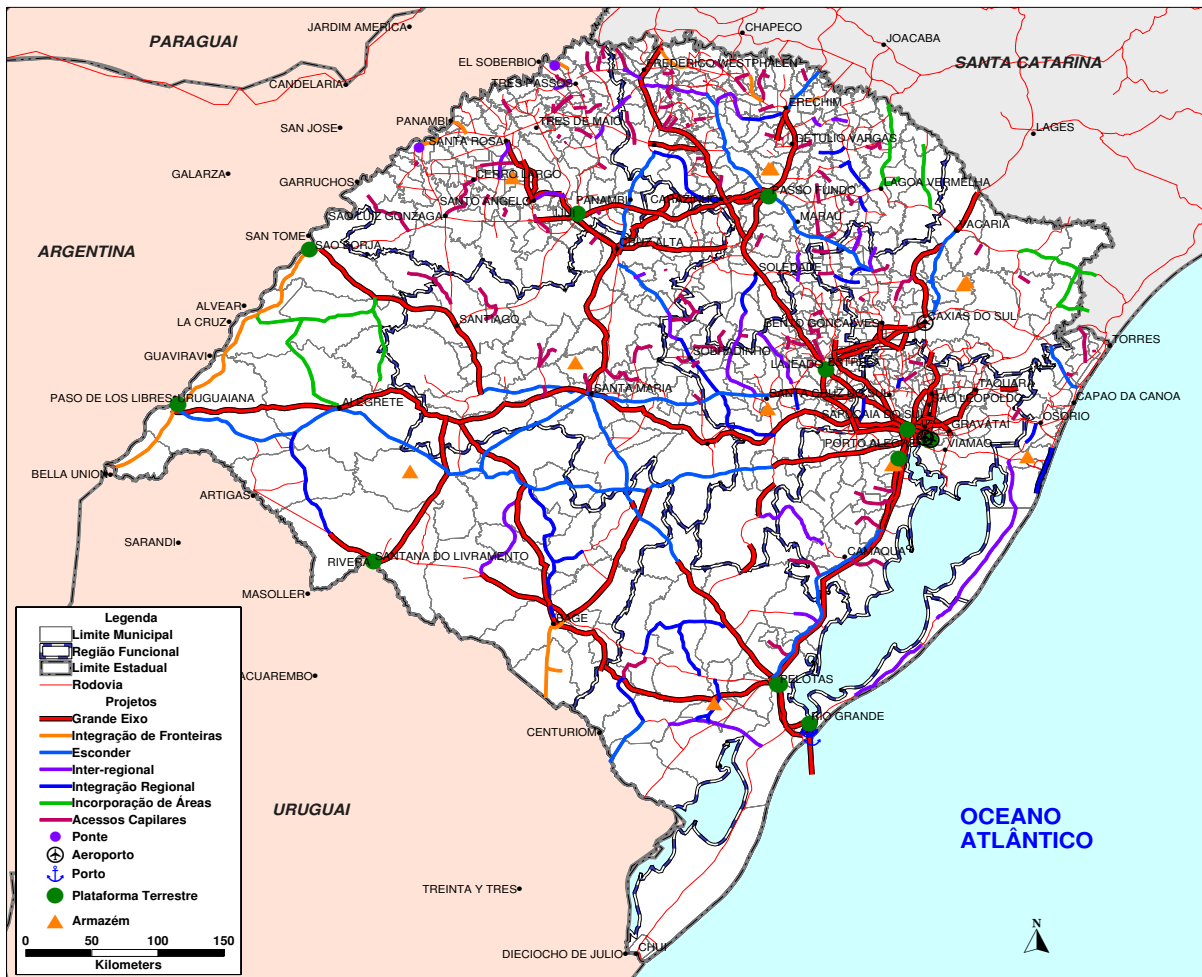 JARDIM AMERICA
CHAPECO
JOACABA
PARAGUAI
SANTA CATARINA
EL SOBERBIO
FREDERICO WESTPHALEN
CANDELARIA
TRES PASSOS
ERECHIM
PANAMBI
TRES DE MAIO
SAN JOSE
LAGES
SANTA ROSA
GETULIO VARGAS
GALARZA
GARRUCHOS
CERRO LARGO
PASSO FUNDO
LAGOA VERMELHA
SANTO ANGELO
PANAMBI
CARAZINHO
SAO LUIZ GONZAGA
MARAU
VACARIA
SAN TOME
SAO BORJA
CRUZ ALTA
ARGENTINA
SOLEDADE
ALVEAR
LA CRUZ
SANTIAGO
BENTO GONCALVES
CAXIAS DO SUL
GUAVIRAVI
SOBRADINHO
LAJEADO
ESTRELA
TORRES
PASO DE LOS LIBRES
URUGUAIANA
SANTA MARIA
SANTA CRUZ DO SUL
TAQUARA
SAO LEOPOLDO
CAPAO DA CANOA
ALEGRETE
SAPUCAIA DO SUL
GRAVATAI
OSORIO
PORTO ALEGRE
VIAMAO
BELLA UNION
ARTIGAS
SARANDI
RIVERA
SANTANA DO LIVRAMENTO
CAMAQUA
MASOLLER
BAGE
TACUAREMBO
PELOTAS
RIO GRANDE
CENTURIOM
URUGUAI
OCEANO
ATLÂNTICO
TREINTA Y TRES
DIECIOCHO DE JULIO
CHUI
N
Legenda
Limite Municipal
Região Funcional
Limite Estadual
Rodovia
Projetos
Grande Eixo
Integração de Fronteiras
Esconder
Inter-regional
Integração Regional
Incorporação de Áreas
Acessos Capilares
Ponte
Aeroporto
Porto
Plataforma Terrestre
Armazém
0 50 100 150
Kilometers